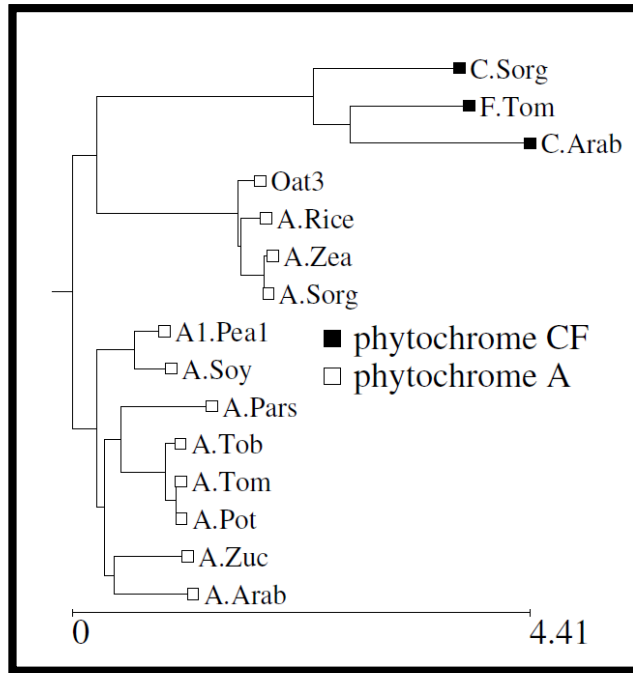 C.Sorg
F.Tom
C.Arab
Oat3
A.Rice
A.Zea
A.Sorg
A1.Pea1
phytochrome CF
A.Soy
phytochrome A
A.Pars
A.Tob
A.Tom
A.Pot
A.Zuc
A.Arab
0 4.41